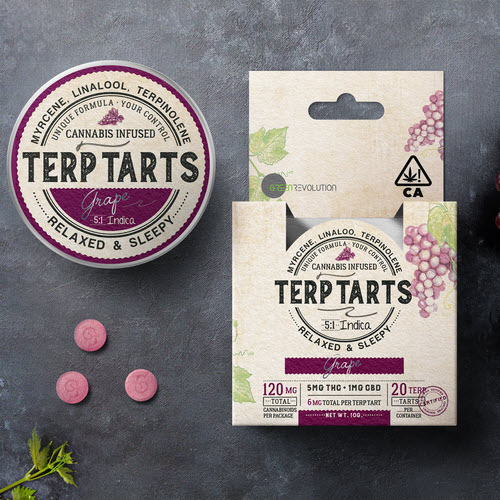 MYRCENE, LINALOOL, TERPINOLENE
UNIQUE FORMULA · YOUR CONTROL
CANNABIS INFUSED
TERP TARTS
Grape
5:1 Indica
RELAXED & SLEEPY
GREENREVOLUTION
CA
MYRCENE, LINALOO, TERPINOLENE
UNIQUE FORMULA · YOUR CONTROL
CANNABIS INFUSED
TERP TARTS
5:1 Indica
RELAXED & SLEEPY
Grape
120 MG
TOTAL
CANNABINOIDS
PER PACKAGE
5MG THC · 1MG CBD
6MG TOTAL PER TERP TART
NET WT. 10G.
20 TERP
TARTS
PER
CONTAINER
CERTIFIED
S
S
S